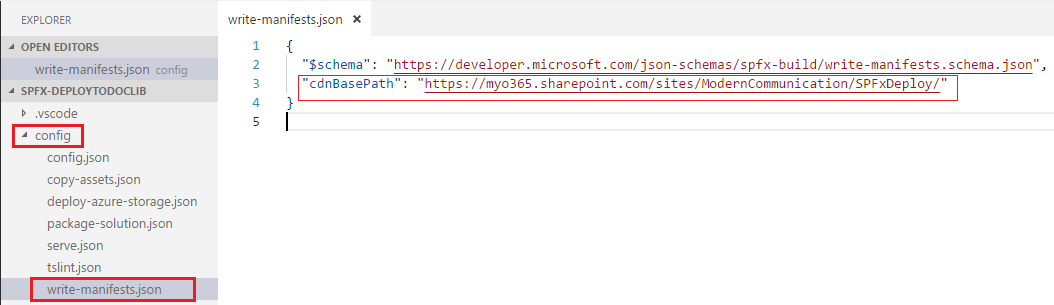 EXPLORER
OPEN EDITORS
write-manifests.json config
SPFX-DEPLOYTODOCLIB
.vscode
config
config.json
copy-assets.json
deploy-azure-storage.json
package-solution.json
serve.json
tslint.json
write-manifests.json
write-manifests.json ×
1 {
2 "$schema": "https://developer.microsoft.com/json-schemas/spfx-build/write-manifests.schema.json",
3 "cdnBasePath": "https://myo365.sharepoint.com/sites/ModernCommunication/SPFxDeploy/"
4 }
5